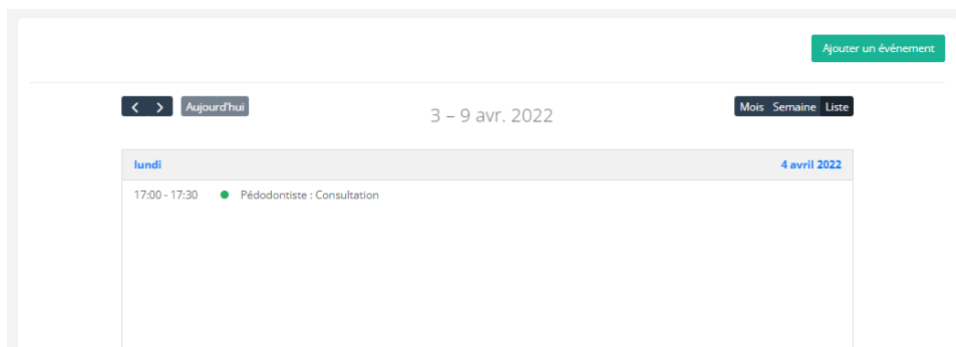 Ajouter un événement
Aujourd'hui
3 – 9 avr. 2022
Mois Semaine Liste
lundi 4 avril 2022
17:00 - 17:30 Pédodontiste : Consultation